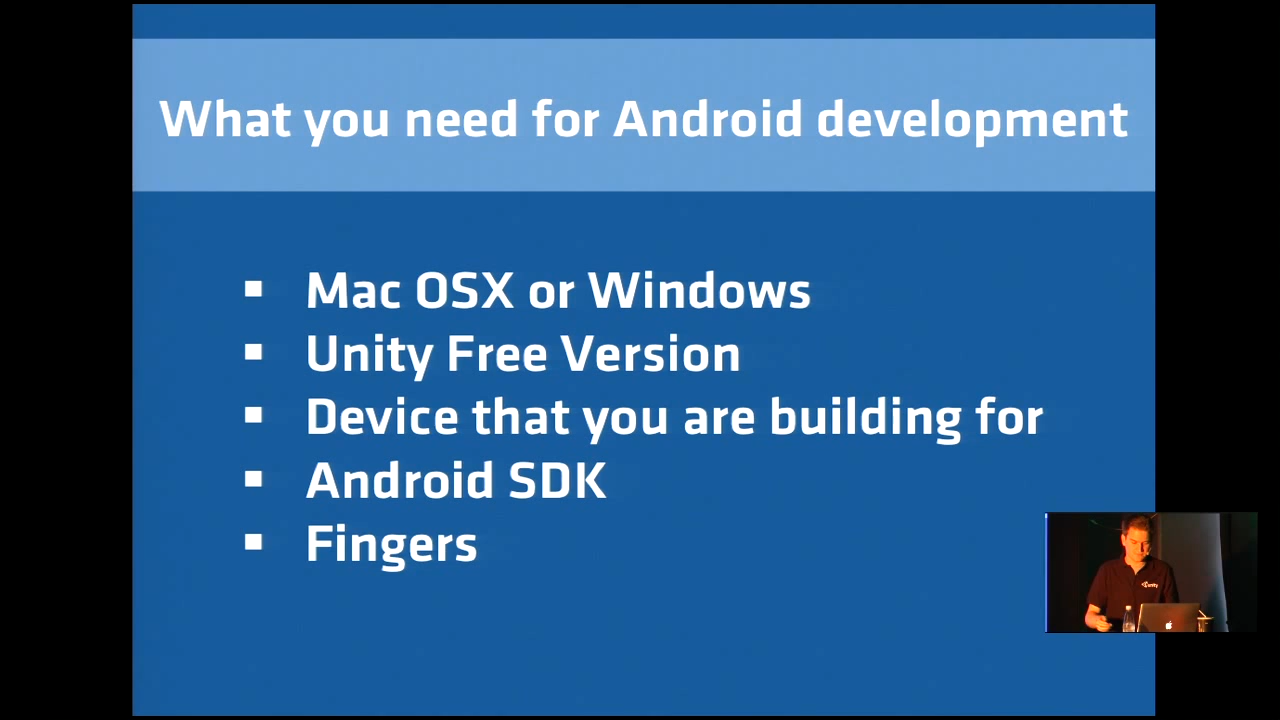 What you need for Android development
Mac OSX or Windows
Unity Free Version
Device that you are building for
Android SDK
Fingers
unity